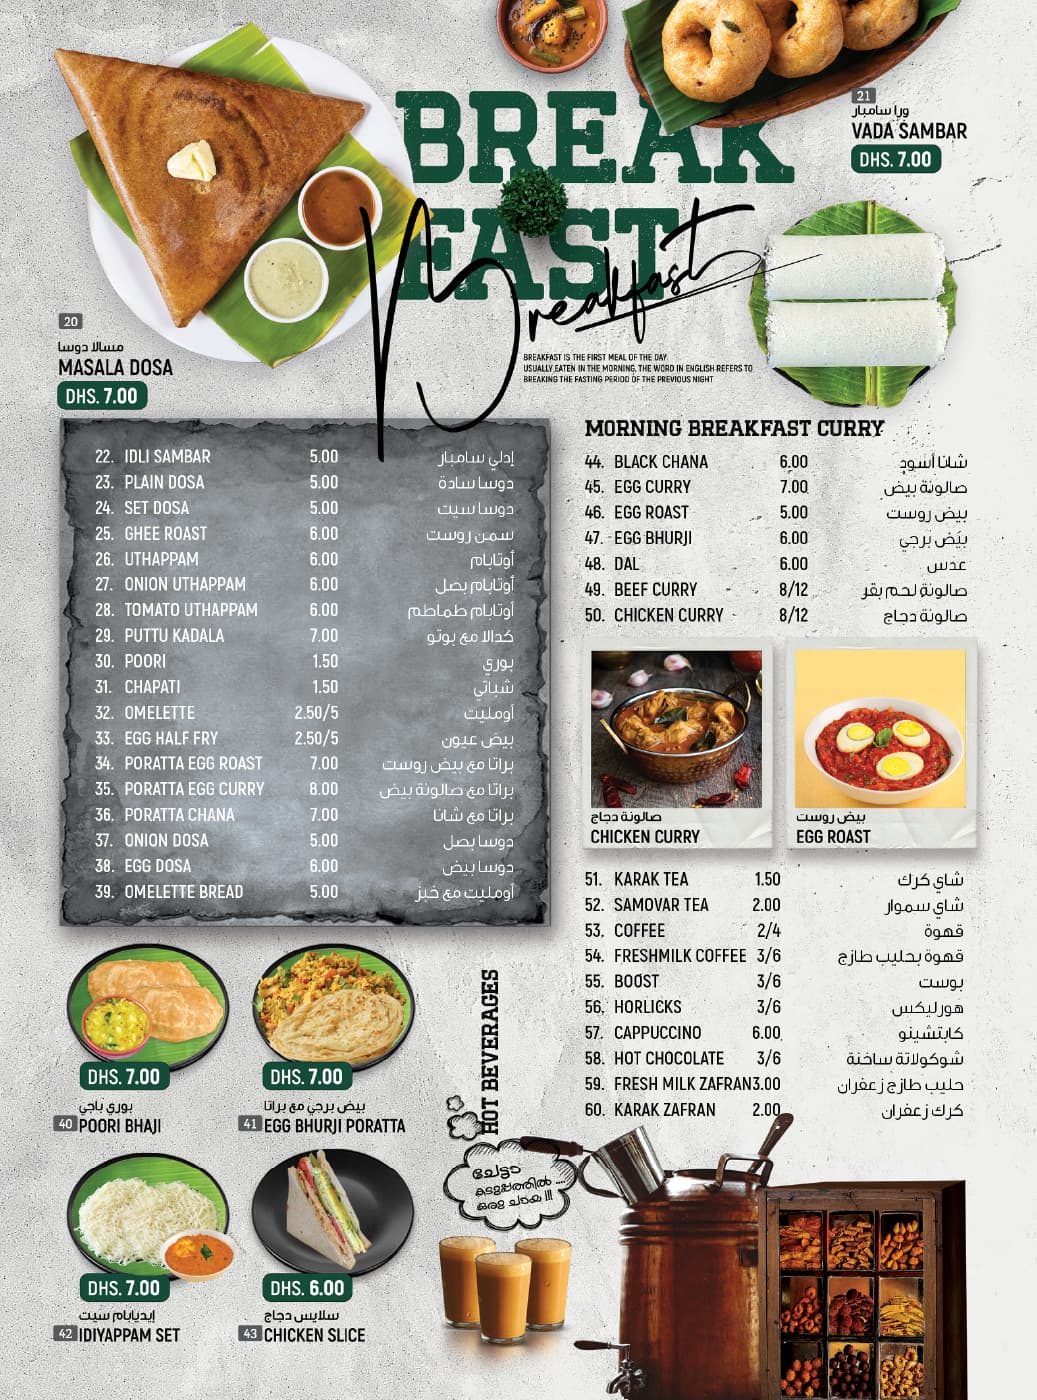 21
ورا سامبار
VADA SAMBAR
DHS. 7.00
BREAK
FAST
Breakfast
BREAKFAST IS THE FIRST MEAL OF THE DAY
USUALLY EATEN IN THE MORNING. THE WORD IN ENGLISH REFERS TO
BREAKING THE FASTING PERIOD OF THE PREVIOUS NIGHT
20
مسالا دوسا
MASALA DOSA
DHS. 7.00
22. IDLI SAMBAR 5.00 إدلي سامبار
23. PLAIN DOSA 5.00 دوسا سادة
24. SET DOSA 5.00 دوسا سيت
25. GHEE ROAST 6.00 سمن روست
26. UTHAPPAM 6.00 أوتابام
27. ONION UTHAPPAM 6.00 أوتابام بصل
28. TOMATO UTHAPPAM 6.00 أوتابام طماطم
29. PUTTU KADALA 7.00 كدالا مع بوتو
30. POORI 1.50 بوري
31. CHAPATI 1.50 شباتي
32. OMELETTE 2.50/5 أومليت
33. EGG HALF FRY 2.50/5 بيض عيون
34. PORATTA EGG ROAST 7.00 براتا مع بيض روست
35. PORATTA EGG CURRY 8.00 براتا مع صالونة بيض
36. PORATTA CHANA 7.00 براتا مع شانا
37. ONION DOSA 5.00 دوسا بصل
38. EGG DOSA 6.00 دوسا بيض
39. OMELETTE BREAD 5.00 أومليت مع خبز
MORNING BREAKFAST CURRY
44. BLACK CHANA 6.00 شانا أسود
45. EGG CURRY 7.00 صالونة بيض
46. EGG ROAST 5.00 بيض روست
47. EGG BHURJI 6.00 بيض برجي
48. DAL 6.00 عدس
49. BEEF CURRY 8/12 صالونة لحم بقر
50. CHICKEN CURRY 8/12 صالونة دجاج
صالونة دجاج
CHICKEN CURRY
بيض روست
EGG ROAST
51. KARAK TEA 1.50 شاي كرك
52. SAMOVAR TEA 2.00 شاي سموار
53. COFFEE 2/4 قهوة
54. FRESHMILK COFFEE 3/6 قهوة بحليب طازج
55. BOOST 3/6 بوست
56. HORLICKS 3/6 هورليكس
57. CAPPUCCINO 6.00 كابتشينو
58. HOT CHOCOLATE 3/6 شوكولاتة ساخنة
59. FRESH MILK ZAFRAN 3.00 حليب طازج زعفران
60. KARAK ZAFRAN 2.00 كرك زعفران
HOT BEVERAGES
DHS. 7.00
بوري باجي
40 POORI BHAJI
DHS. 7.00
بيض برجي مع براتا
41 EGG BHURJI PORATTA
DHS. 7.00
إيديابام سيت
42 IDIYAPPAM SET
DHS. 6.00
سلايس دجاج
43 CHICKEN SLICE
ചേട്ടാ
കടുപ്പത്തിൽ ....
ഒരു ചായ !!!